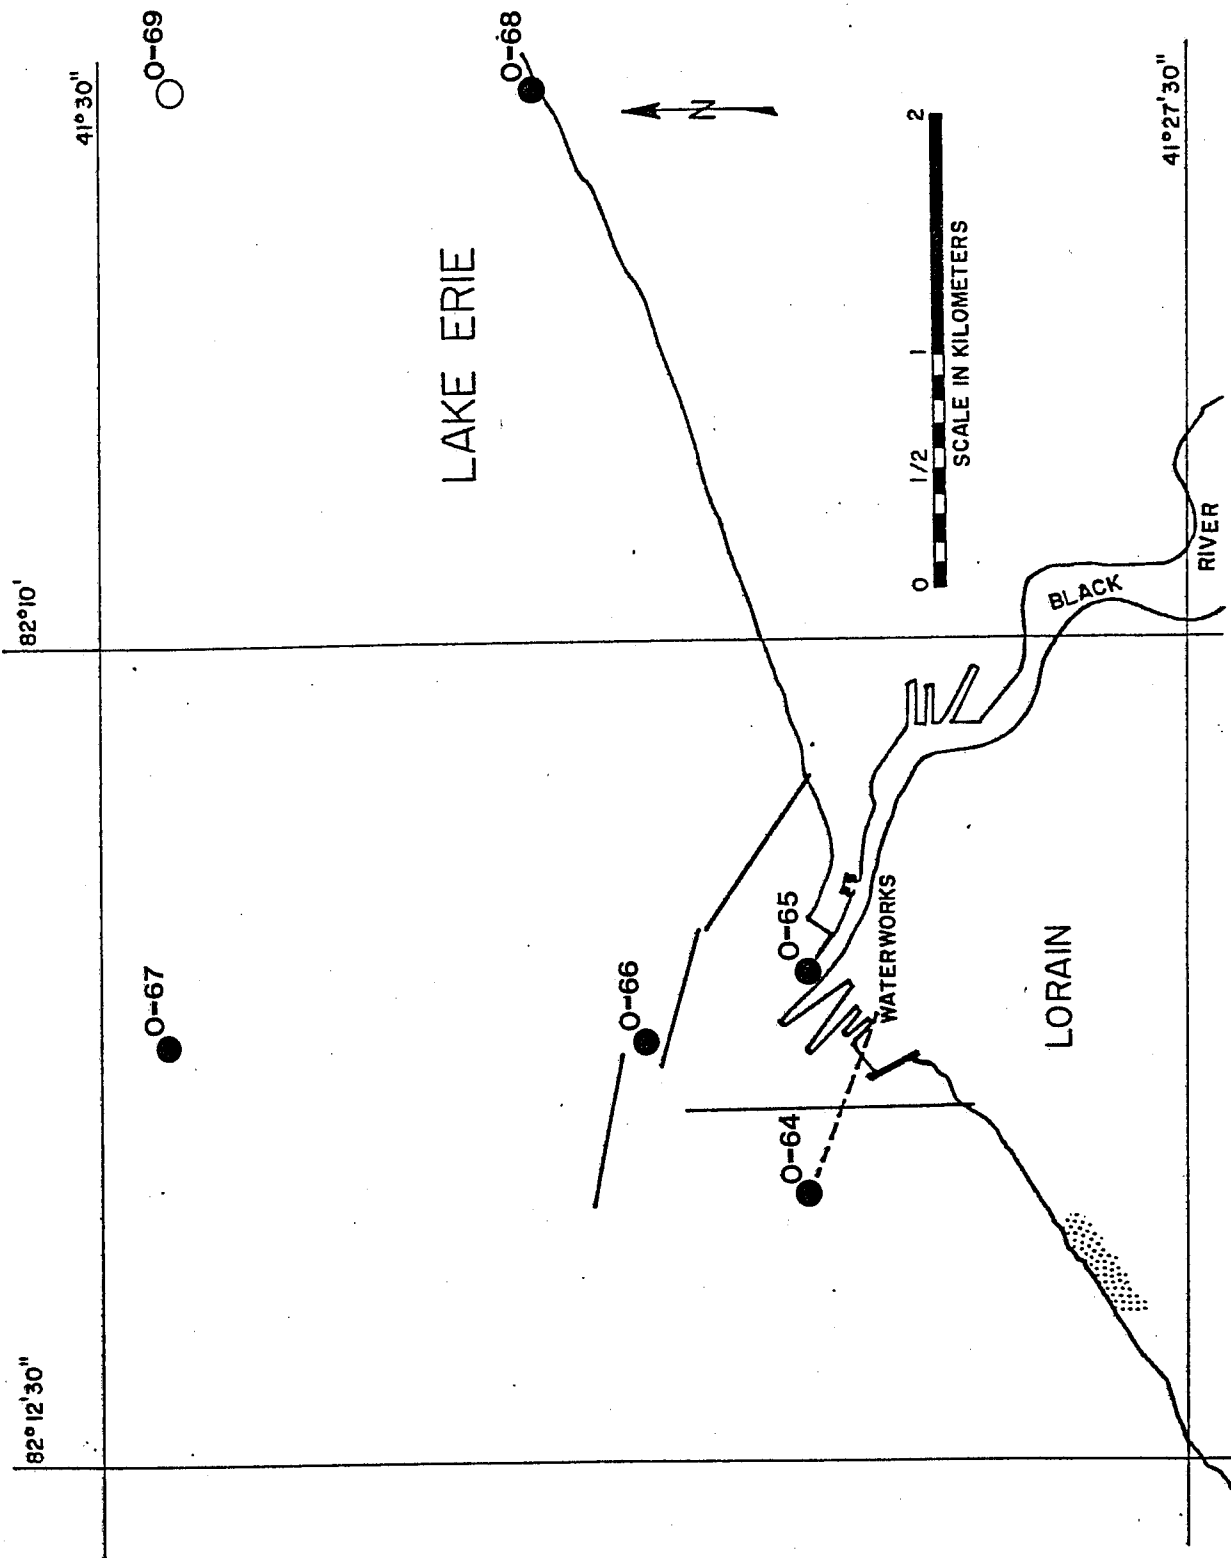 82°12'30"
82°10'
41°30"
O-67
O-69
LAKE ERIE
O-68
O-66
N
O-64
O-65
WATERWORKS
0 1/2 1 2
SCALE IN KILOMETERS
LORAIN
BLACK
RIVER
41°27'30"